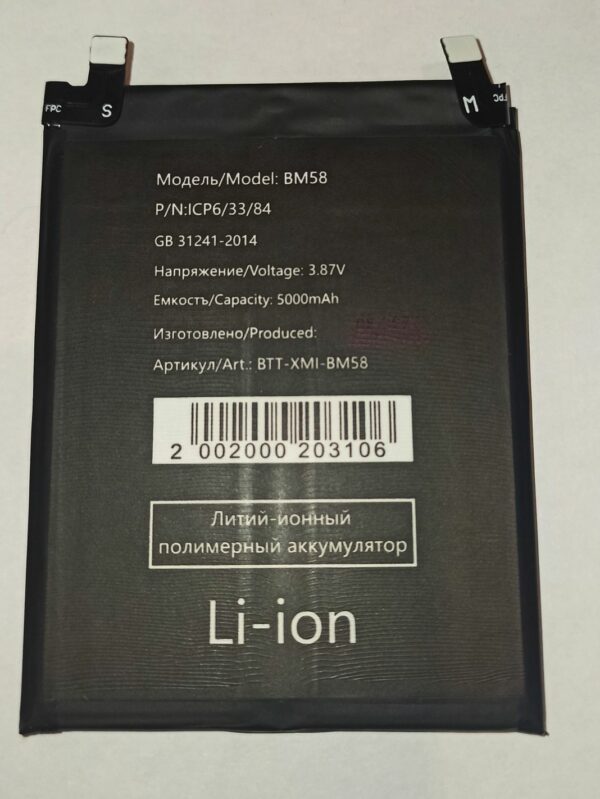 FPC S
M FPC
Модель/Model: BM58
P/N:ICP6/33/84
GB 31241-2014
Напряжение/Voltage: 3.87V
Емкость/Capacity: 5000mAh
Изготовлено/Produced:
Артикул/Art.: BTT-XMI-BM58
2 002000 203106
Литий-ионный
полимерный аккумулятор
Li-ion